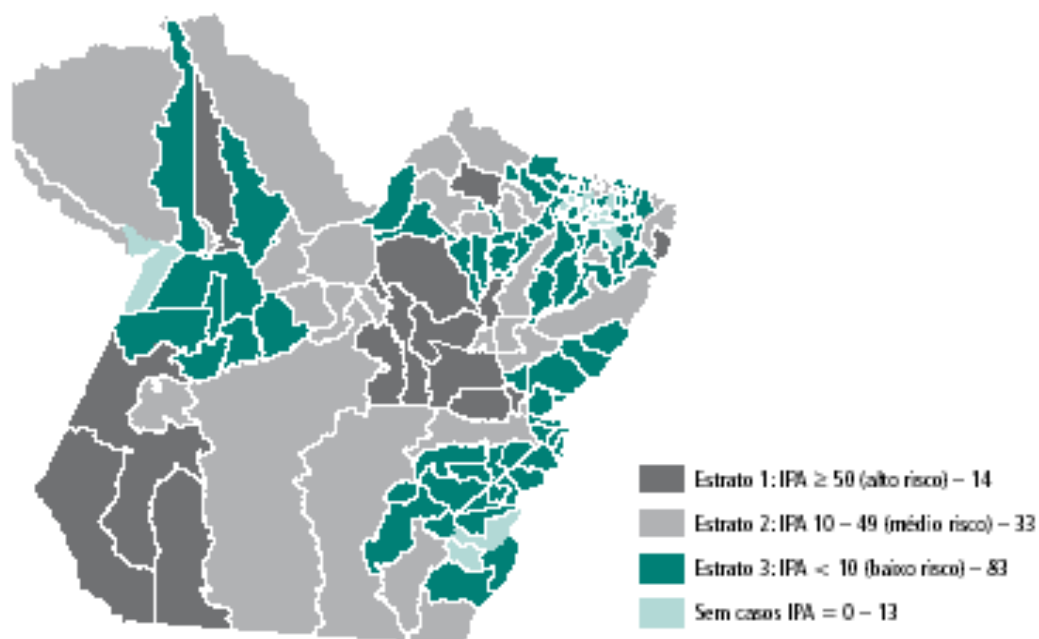 Estrato 1: IPA ≥ 50 (alto risco) – 14
Estrato 2: IPA 10 – 49 (médio risco) – 33
Estrato 3: IPA < 10 (baixo risco) – 83
Sem casos IPA = 0 – 13